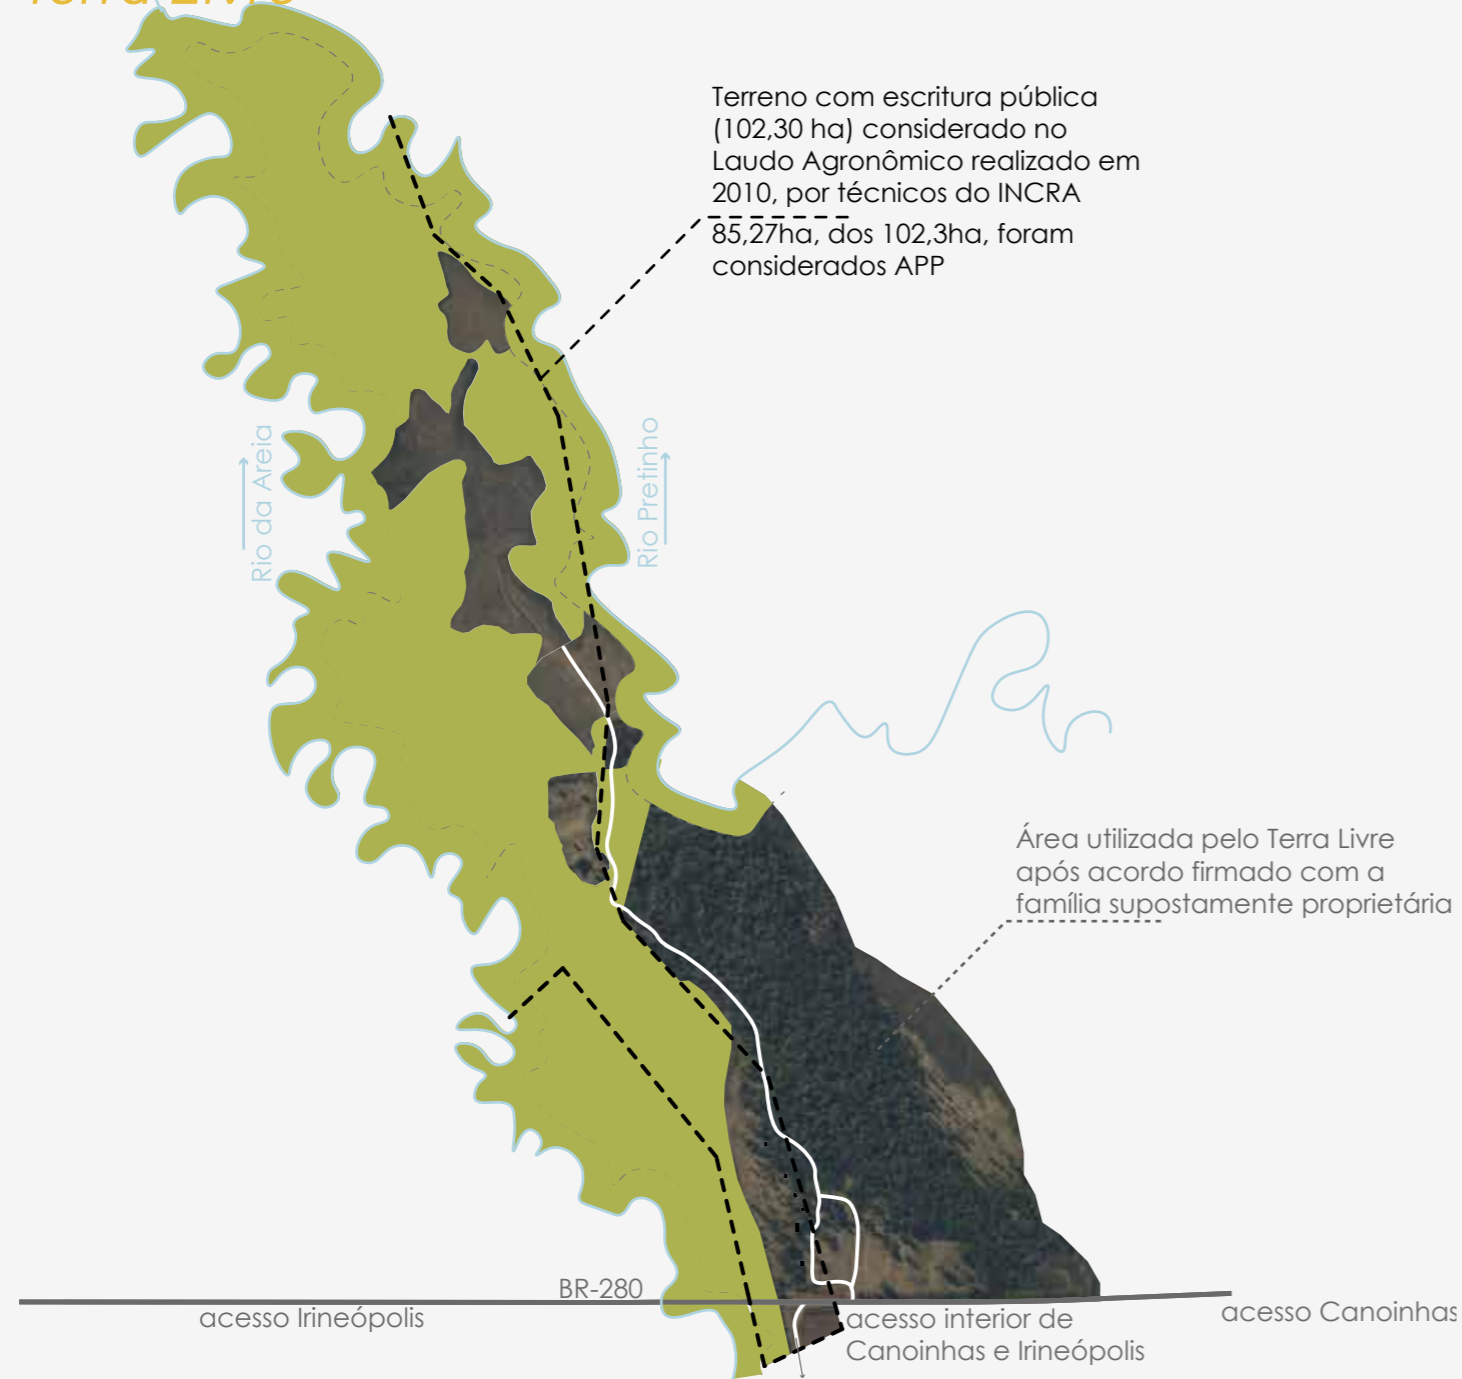 Terra Livre
Terreno com escritura pública
(102,30 ha) considerado no
Laudo Agronômico realizado em
2010, por técnicos do INCRA
85,27ha, dos 102,3ha, foram
considerados APP
Rio da Areia
Rio Pretinho
Área utilizada pelo Terra Livre
após acordo firmado com a
família supostamente proprietária
BR-280
acesso Irineópolis
acesso interior de
Canoinhas e Irineópolis
acesso Canoinhas